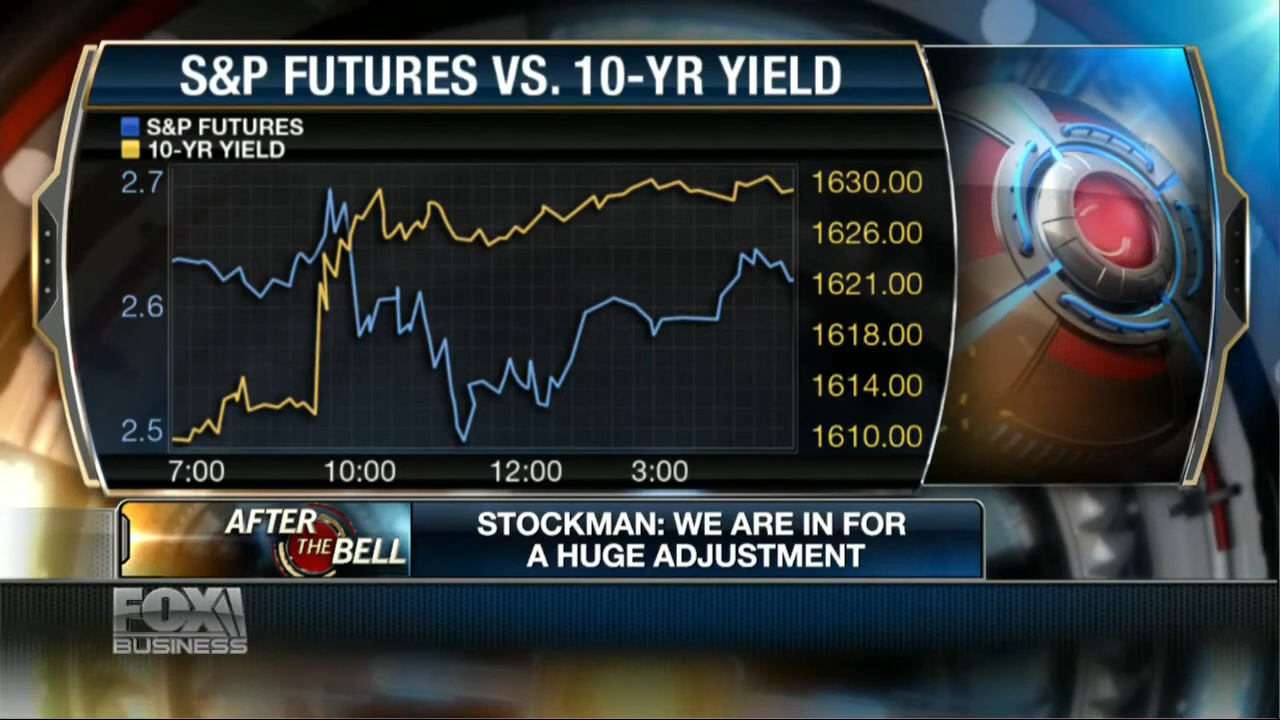 S&P FUTURES VS. 10-YR YIELD
S&P FUTURES
10-YR YIELD
2.7
2.6
2.5
1630.00
1626.00
1621.00
1618.00
1614.00
1610.00
7:00 10:00 12:00 3:00
AFTER THE BELL
STOCKMAN: WE ARE IN FOR
A HUGE ADJUSTMENT
FOX
BUSINESS